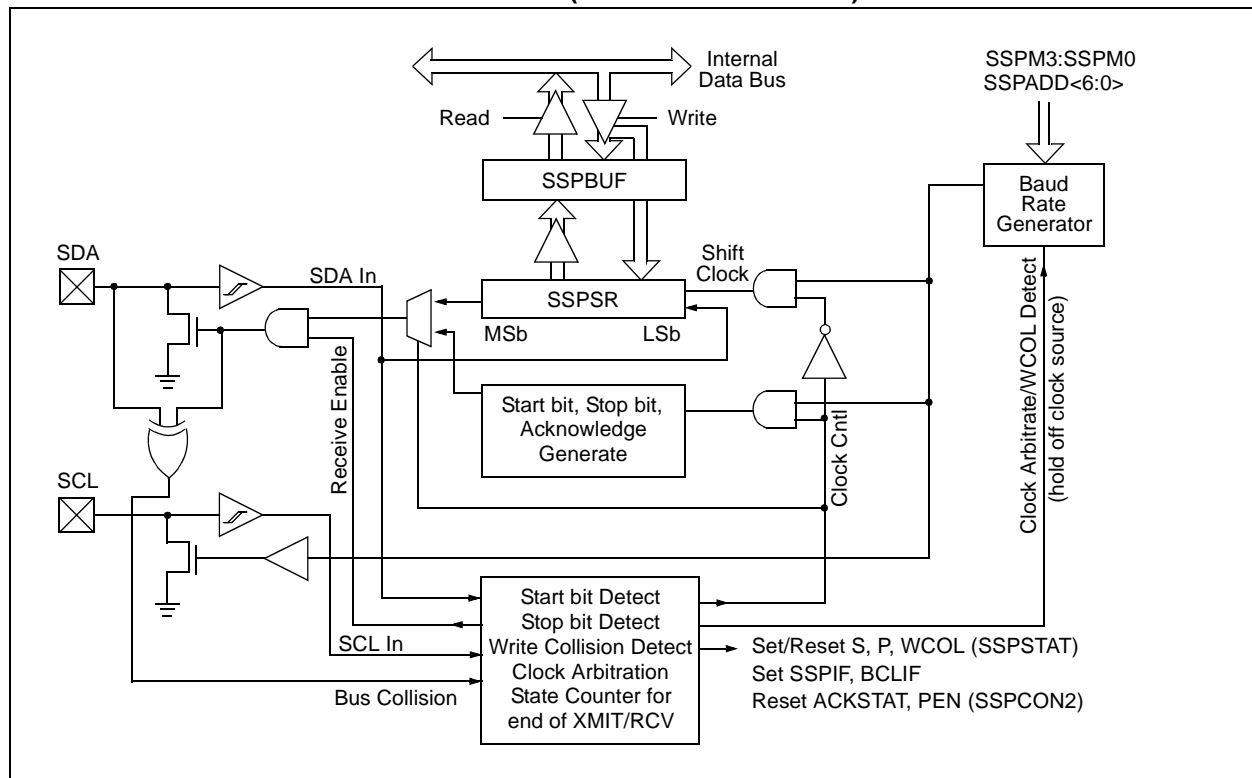 Internal
Data Bus
SSPM3:SSPM0
SSPADD<6:0>
Read
Write
SSPBUF
Baud
Rate
Generator
SDA
SDA In
Shift
Clock
SSPSR
MSb
LSb
Receive Enable
Start bit, Stop bit,
Acknowledge
Generate
Clock Cntl
Clock Arbitrate/WCOL Detect
(hold off clock source)
SCL
SCL In
Bus Collision
Start bit Detect
Stop bit Detect
Write Collision Detect
Clock Arbitration
State Counter for
end of XMIT/RCV
Set/Reset S, P, WCOL (SSPSTAT)
Set SSPIF, BCLIF
Reset ACKSTAT, PEN (SSPCON2)